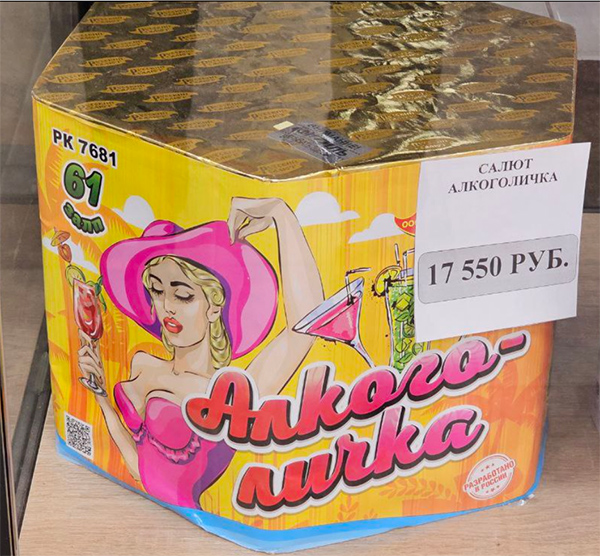 РК 7681
61
залп
САЛЮТ
АЛКОГОЛИЧКА
17 550 РУБ.
Алкого-
личка
РАЗРАБОТАНО
В РОССИИ